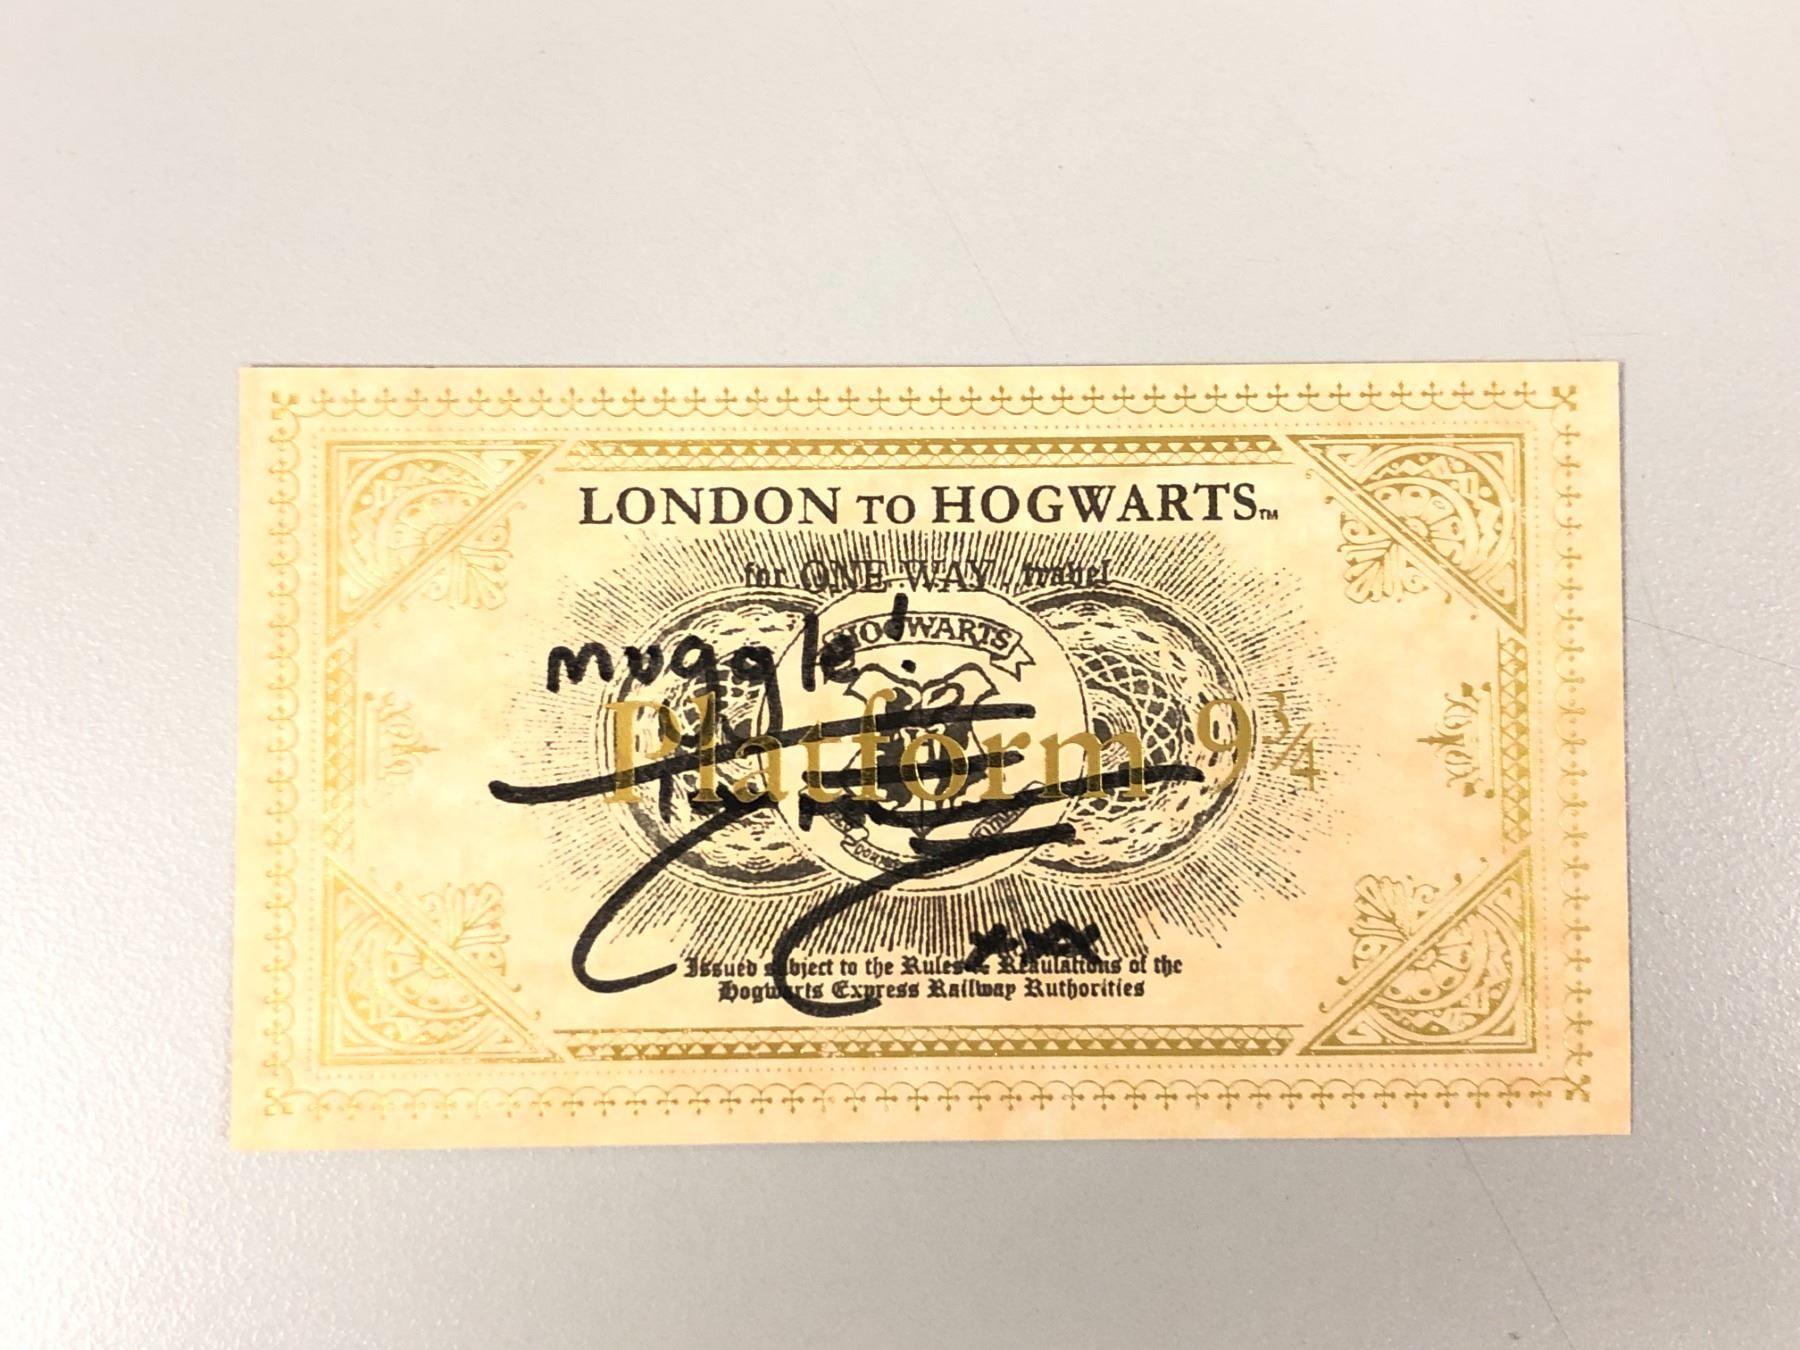 LONDON TO HOGWARTS™
for ONE WAY travel
HOGWARTS
muggle!
Platform 9¾
xxx
Issued subject to the Rules & Regulations of the
Hogwarts Express Railway Authorities